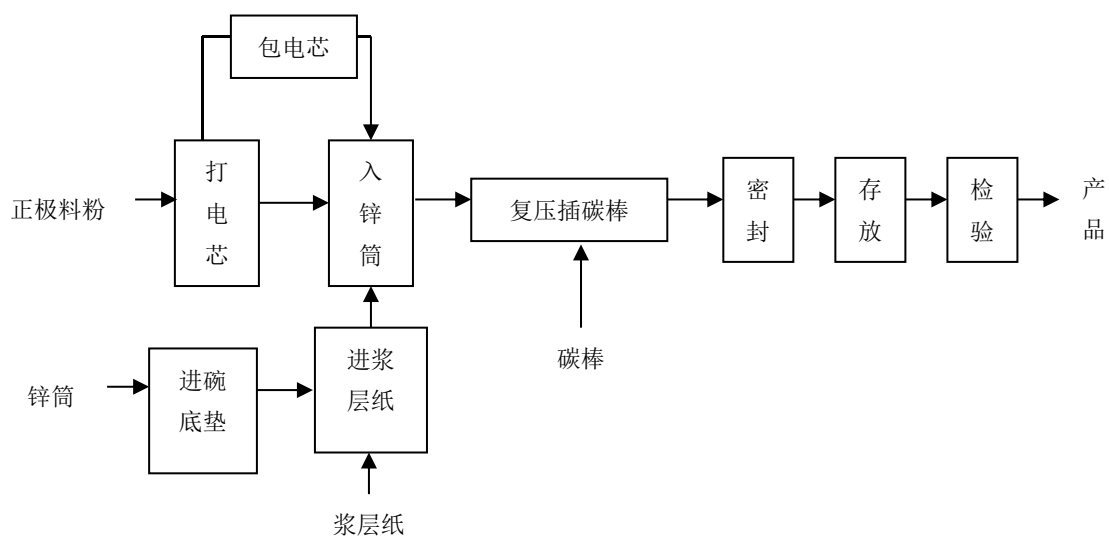 包电芯
正极料粉
打
电
芯
入
锌
筒
复压插碳棒
密
封
存
放
检
验
产
品
锌筒
进碗
底垫
进浆
层纸
碳棒
浆层纸